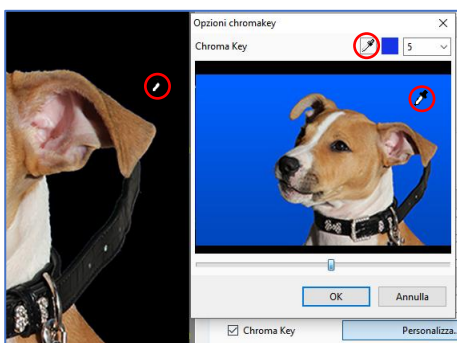 Opzioni chromakey
Chroma Key
5
OK
Annulla
Chroma Key
Personalizza..